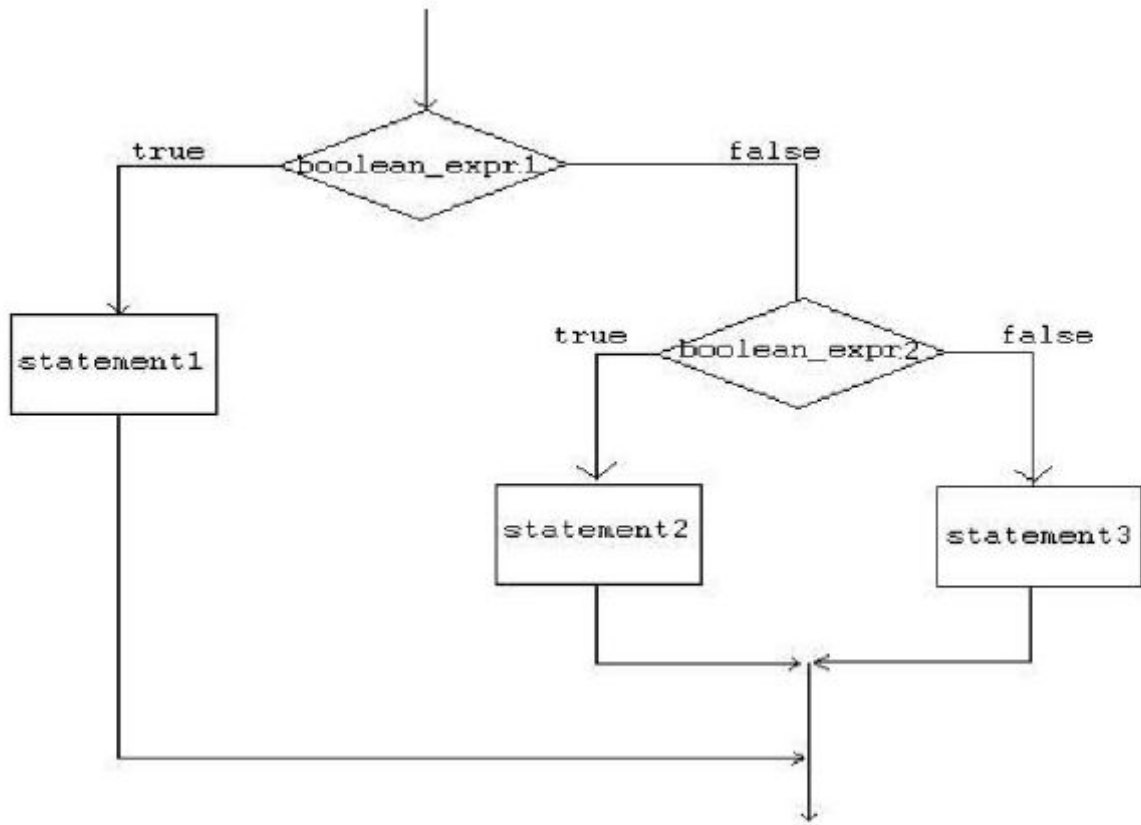 true
boolean_expr1
false
statement1
true
boolean_expr2
false
statement2
statement3